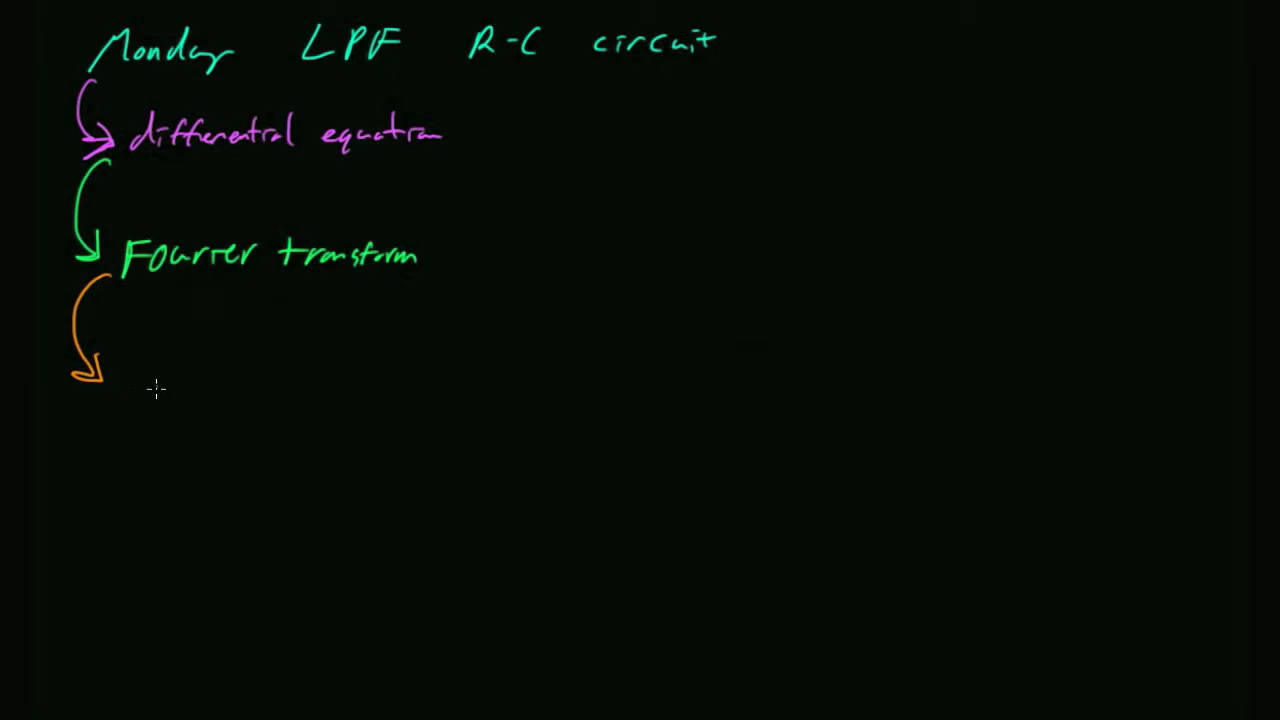 Monday LPF R-C circuit
differential equation
Fourier transform